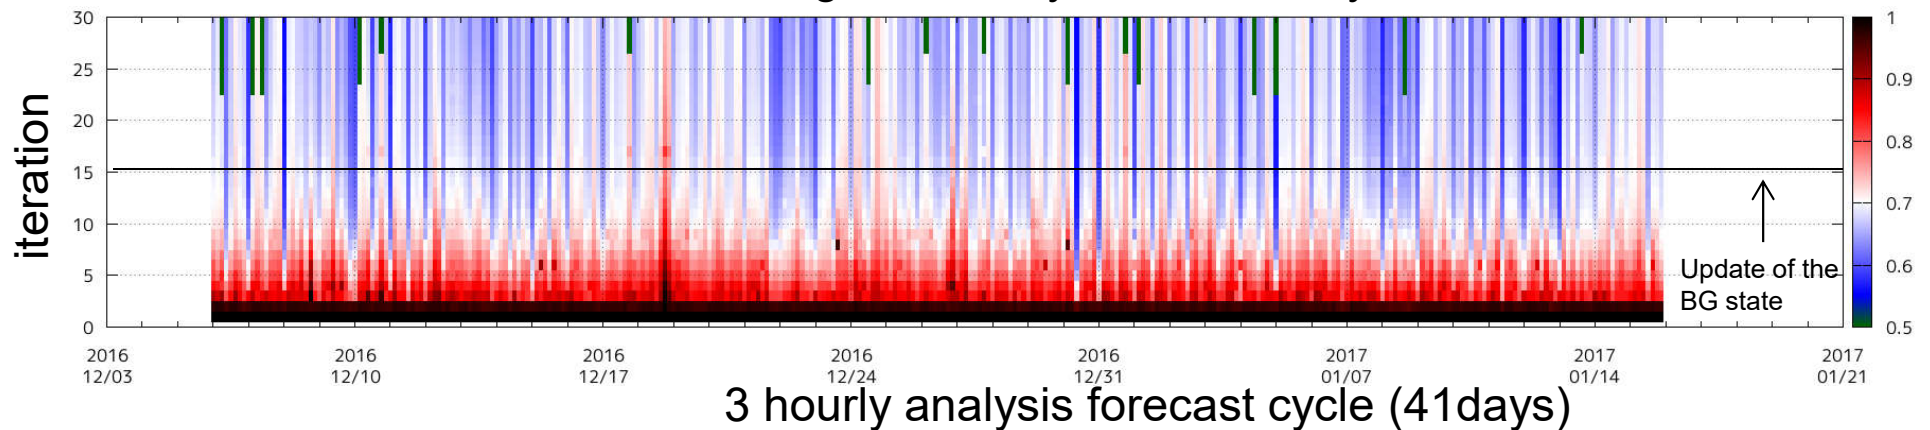 30
25
20
15
10
5
0
iteration
1
0.9
0.8
0.7
0.6
0.5
Update of the
BG state
2016 2016 2016 2016 2016 2017 2017 2017
12/03 12/10 12/17 12/24 12/31 01/07 01/14 01/21
3 hourly analysis forecast cycle (41days)